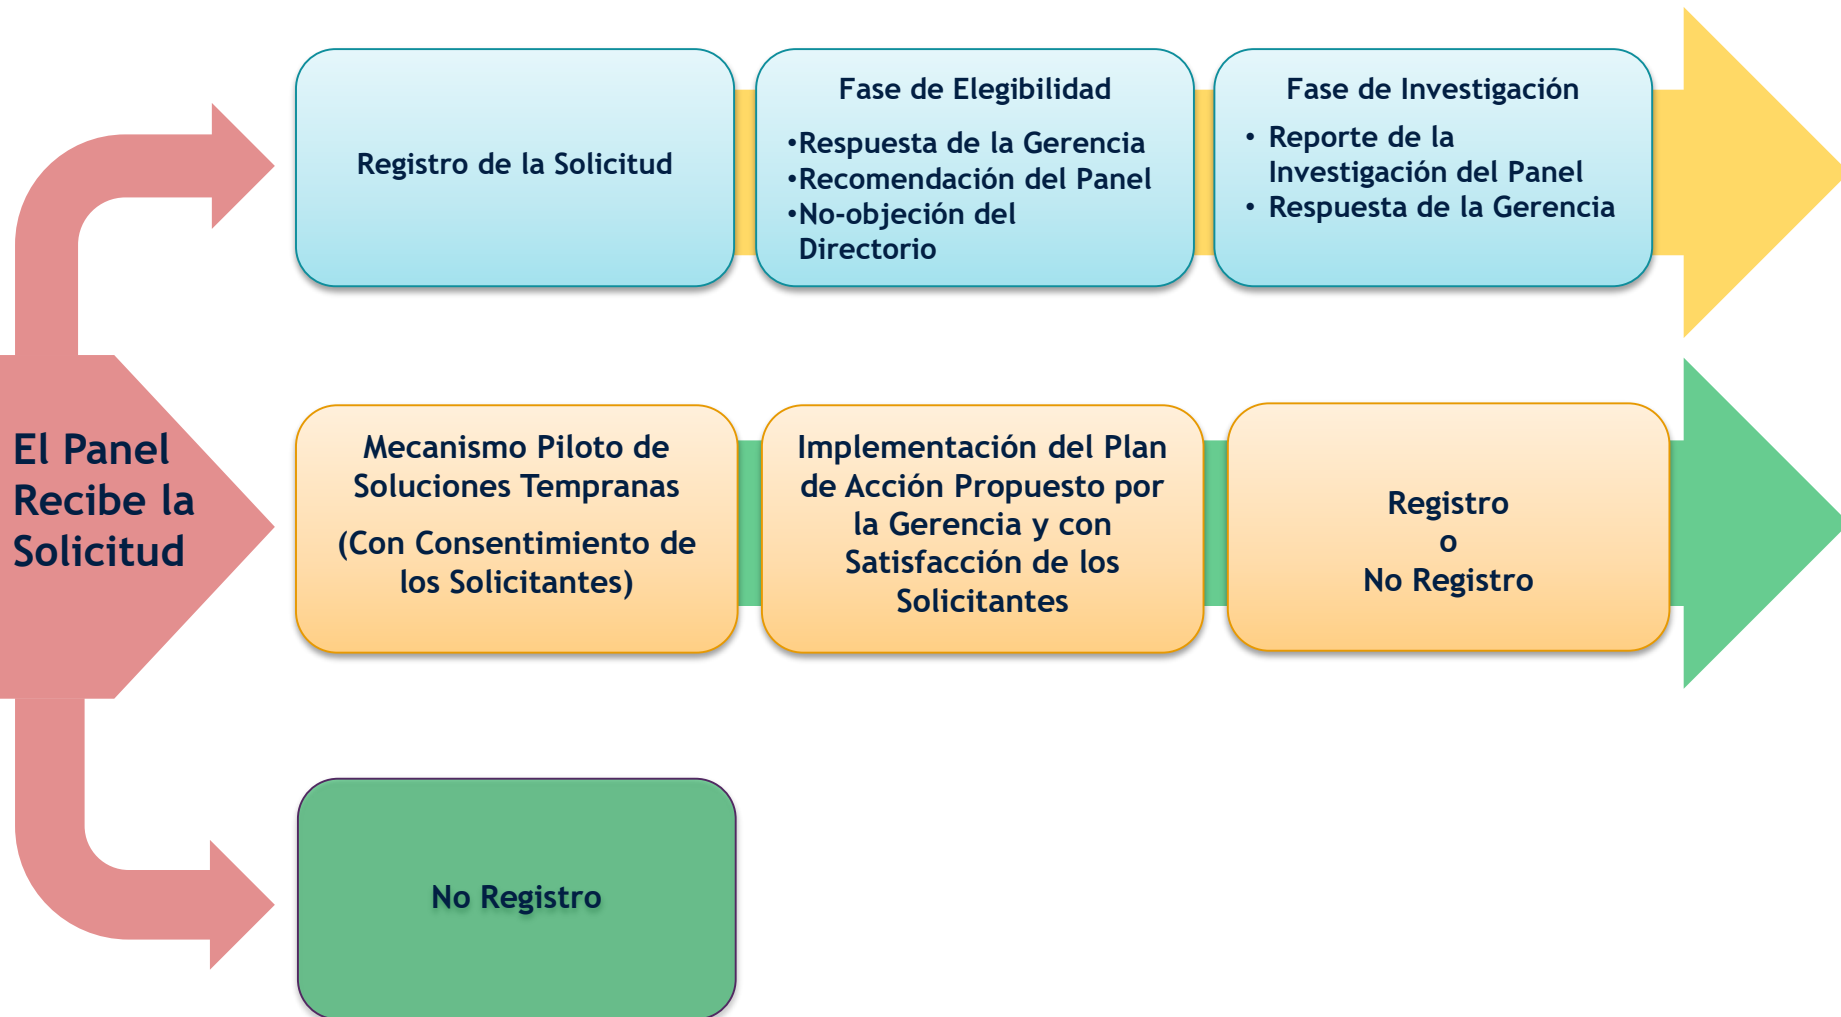 El Panel
Recibe la
Solicitud
Registro de la Solicitud
Fase de Elegibilidad
•Respuesta de la Gerencia
•Recomendación del Panel
•No-objeción del
Directorio
Fase de Investigación
• Reporte de la
Investigación del Panel
• Respuesta de la Gerencia
Mecanismo Piloto de
Soluciones Tempranas
(Con Consentimiento de
los Solicitantes)
Implementación del Plan
de Acción Propuesto por
la Gerencia y con
Satisfacción de los
Solicitantes
Registro
o
No Registro
No Registro